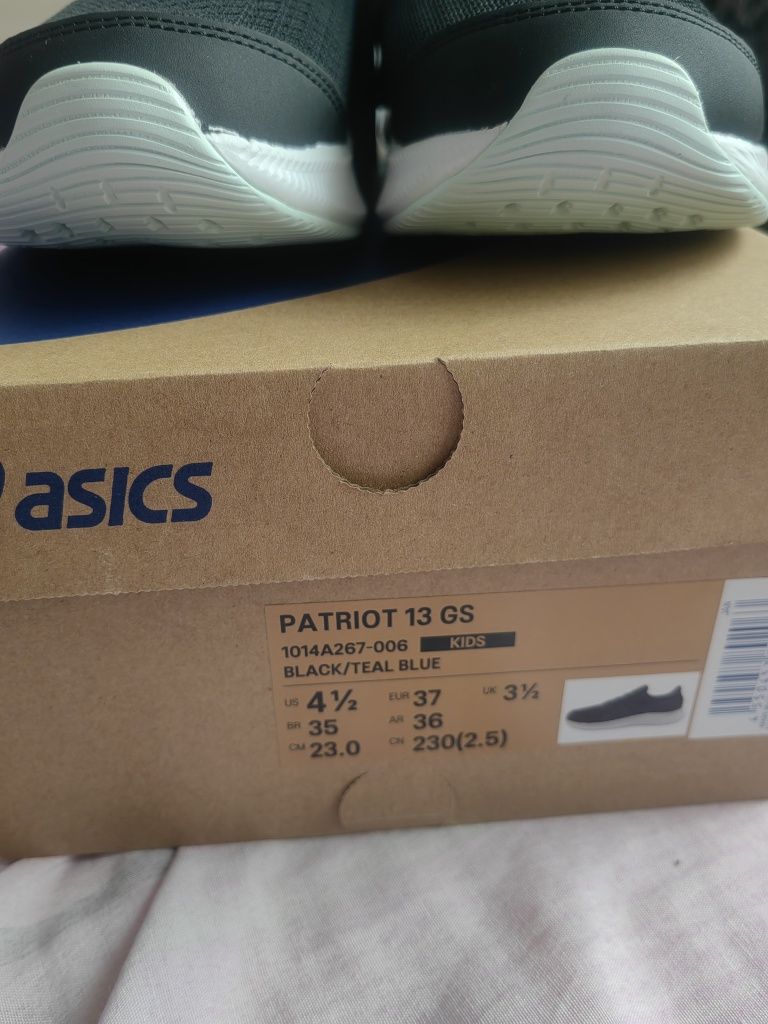 asics
PATRIOT 13 GS
1014A267-006 KIDS
BLACK/TEAL BLUE
US 4½ EUR 37 UK 3½
BR 35 AR 36
CM 23.0 CN 230(2.5)